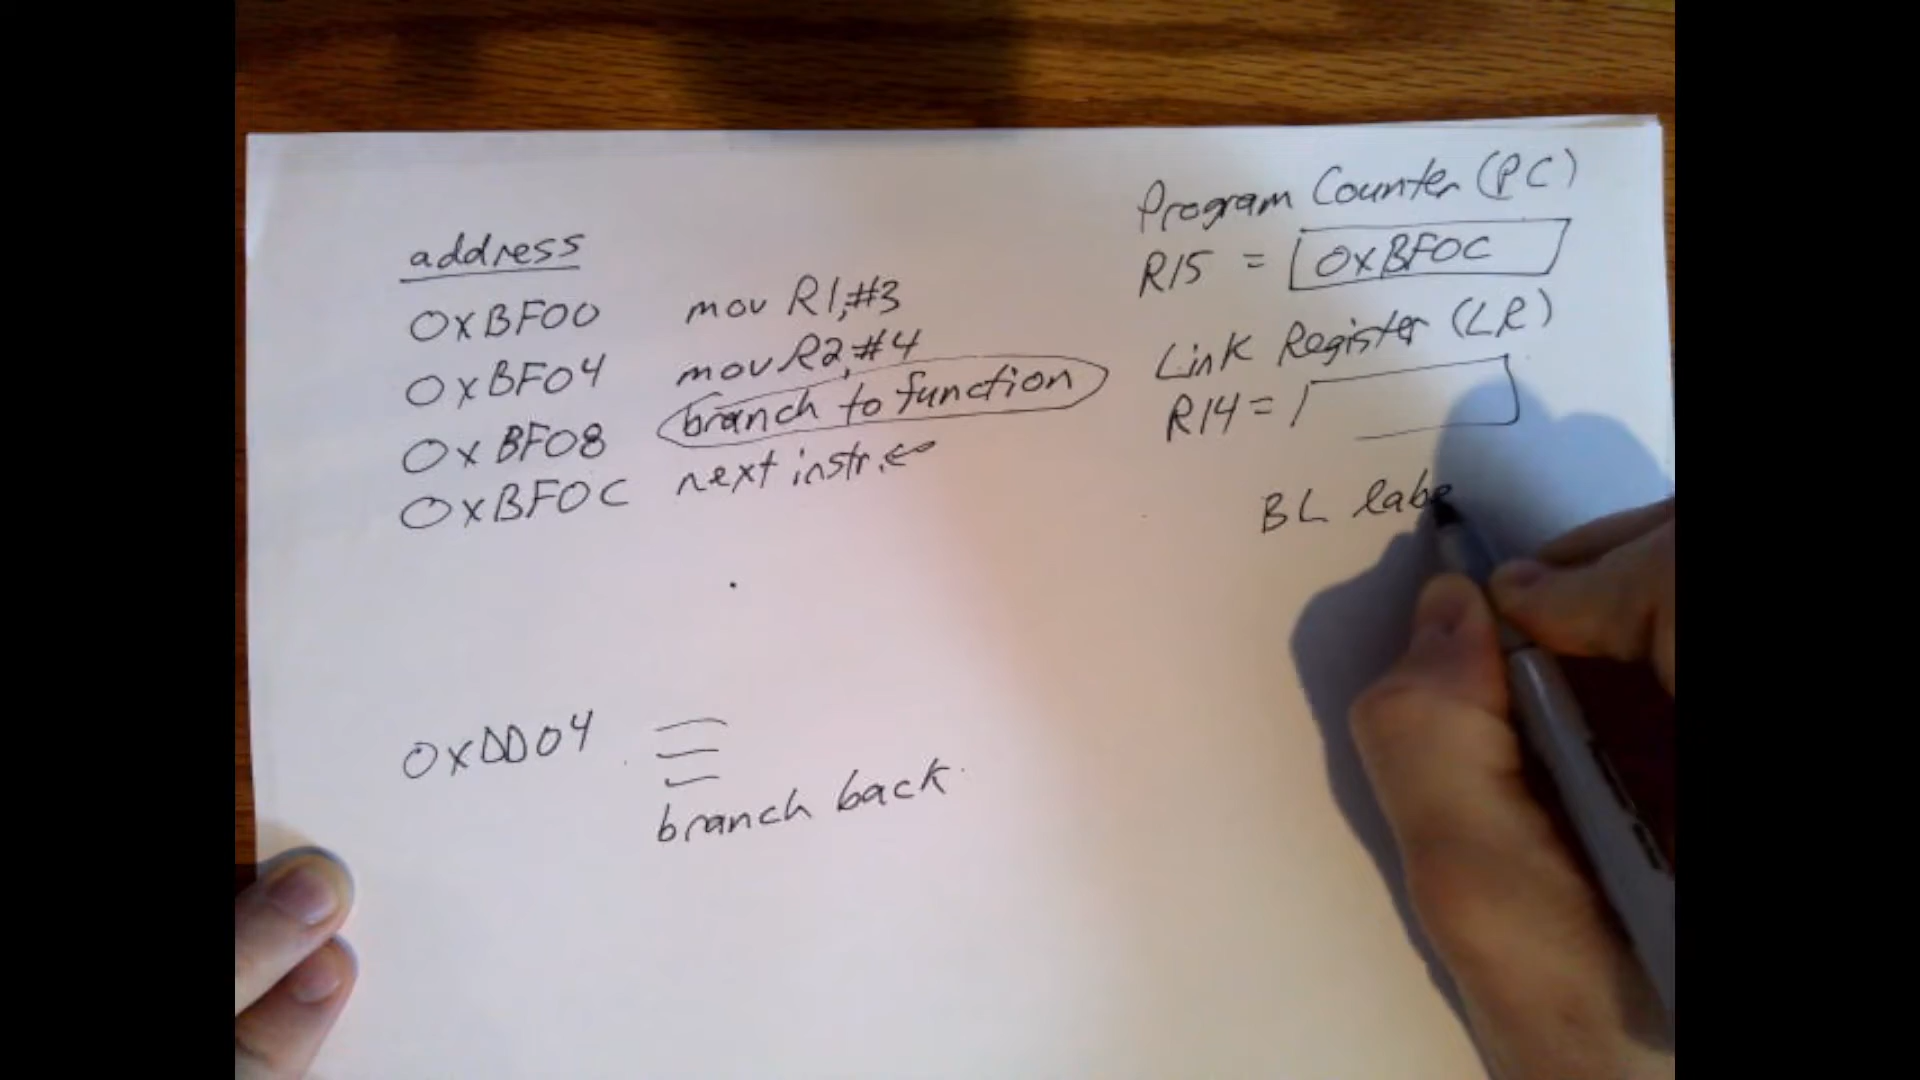 address
0xBF00 mov R1,#3
0xBF04 mov R2,#4
0xBF08 branch to function
0xBF0C next instr.←
0xDD04
branch back
Program Counter (PC)
R15 = 0xBF0C
Link Register (LR)
R14 =
BL labe